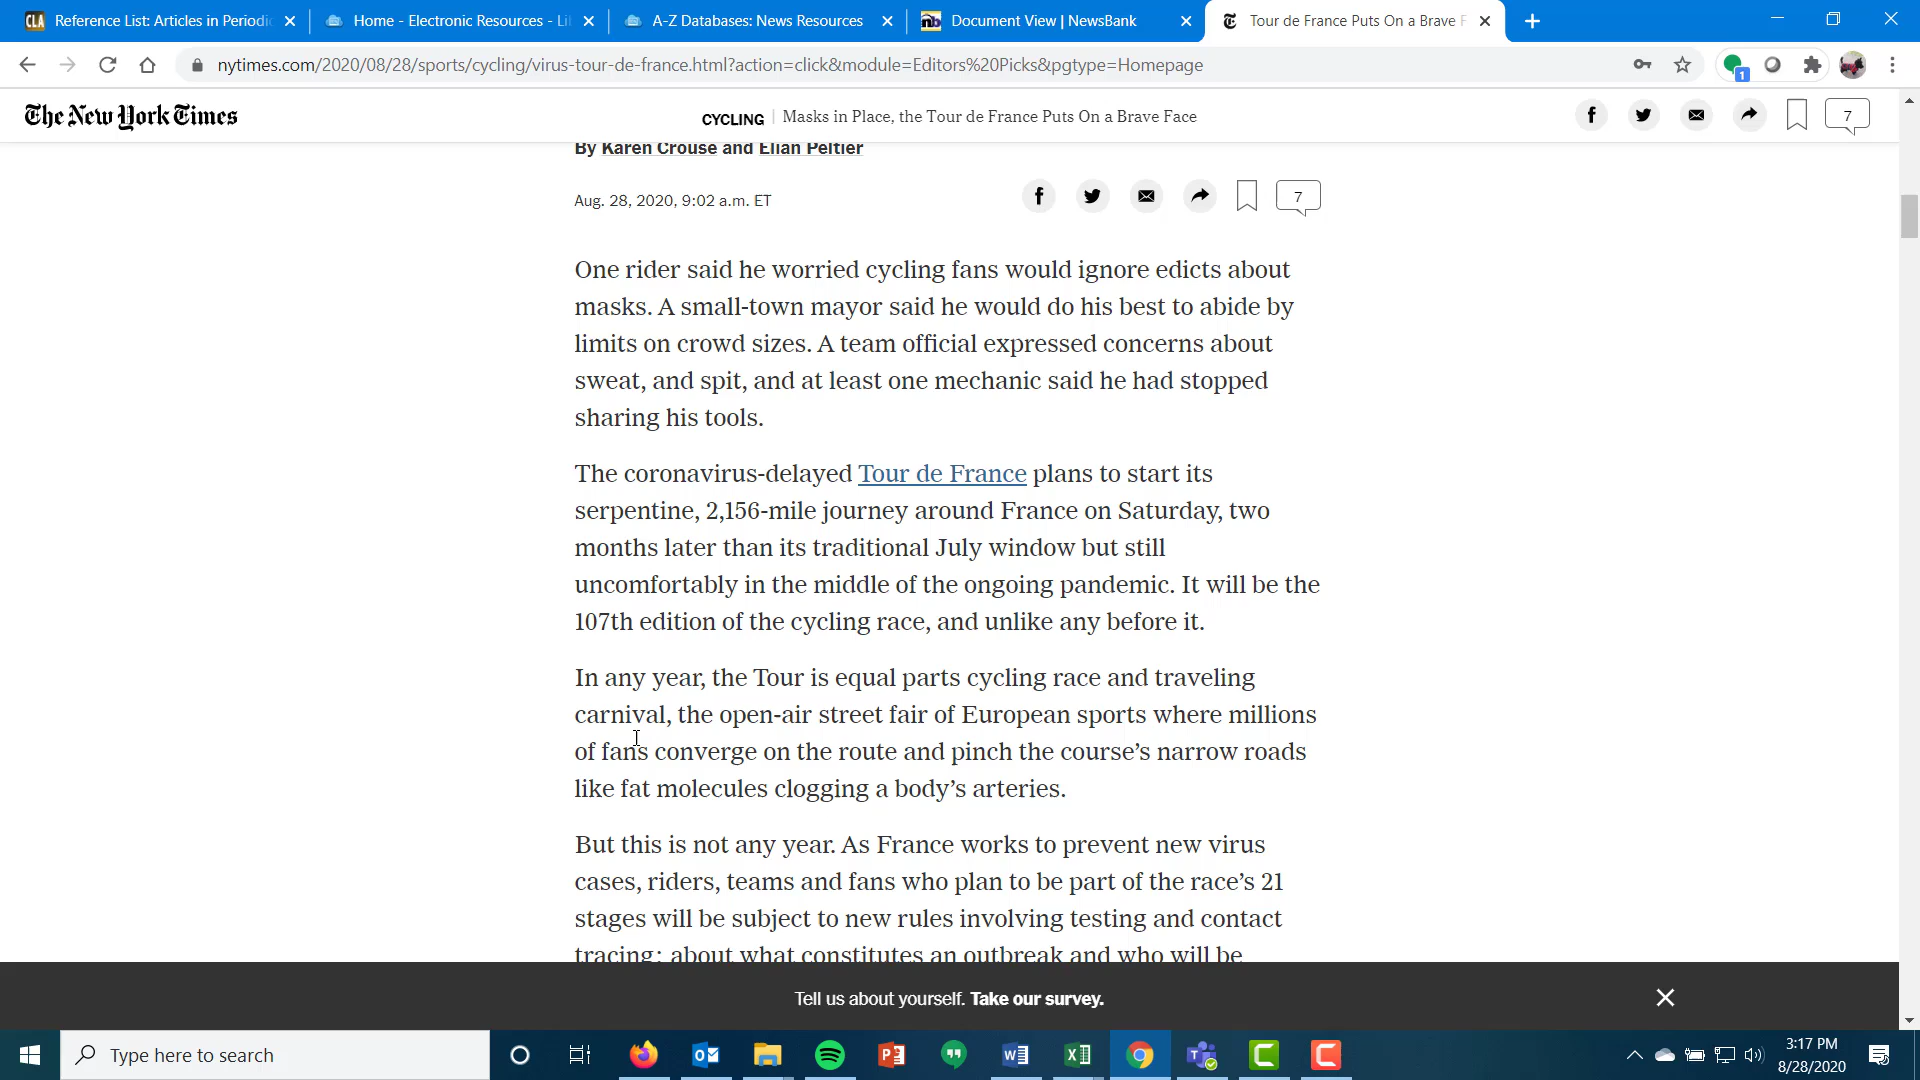 Reference List: Articles in Periodic
Home - Electronic Resources - Li
A-Z Databases: News Resources
Document View | NewsBank
Tour de France Puts On a Brave F
nytimes.com/2020/08/28/sports/cycling/virus-tour-de-france.html?action=click&module=Editors%20Picks&pgtype=Homepage
1
The New York Times
CYCLING | Masks in Place, the Tour de France Puts On a Brave Face
7
By Karen Crouse and Elian Peltier
Aug. 28, 2020, 9:02 a.m. ET
7
One rider said he worried cycling fans would ignore edicts about
masks. A small-town mayor said he would do his best to abide by
limits on crowd sizes. A team official expressed concerns about
sweat, and spit, and at least one mechanic said he had stopped
sharing his tools.
The coronavirus-delayed Tour de France plans to start its
serpentine, 2,156-mile journey around France on Saturday, two
months later than its traditional July window but still
uncomfortably in the middle of the ongoing pandemic. It will be the
107th edition of the cycling race, and unlike any before it.
In any year, the Tour is equal parts cycling race and traveling
carnival, the open-air street fair of European sports where millions
of fans converge on the route and pinch the course’s narrow roads
like fat molecules clogging a body’s arteries.
But this is not any year. As France works to prevent new virus
cases, riders, teams and fans who plan to be part of the race’s 21
stages will be subject to new rules involving testing and contact
tracing; about what constitutes an outbreak and who will be
Tell us about yourself. Take our survey.
Type here to search
3:17 PM
8/28/2020